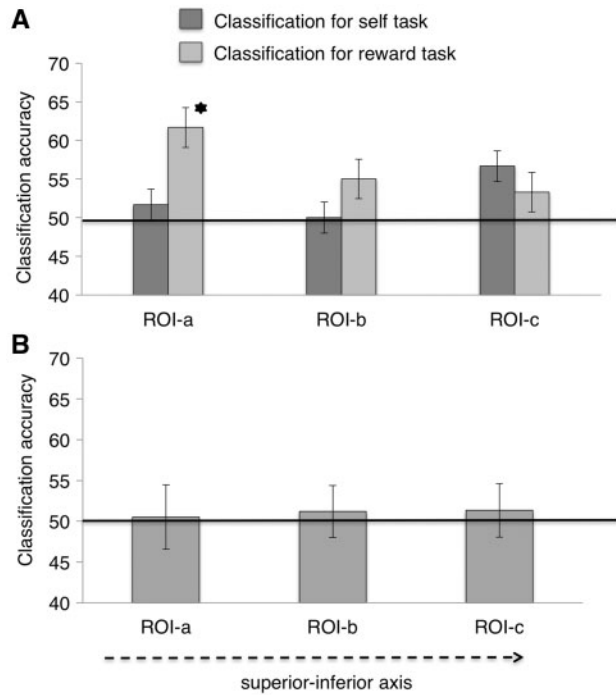 A
Classification for self task
Classification for reward task
Classification accuracy
70
65
60
55
50
45
40
ROI-a ROI-b ROI-c
B
Classification accuracy
70
65
60
55
50
45
40
ROI-a ROI-b ROI-c
superior-inferior axis